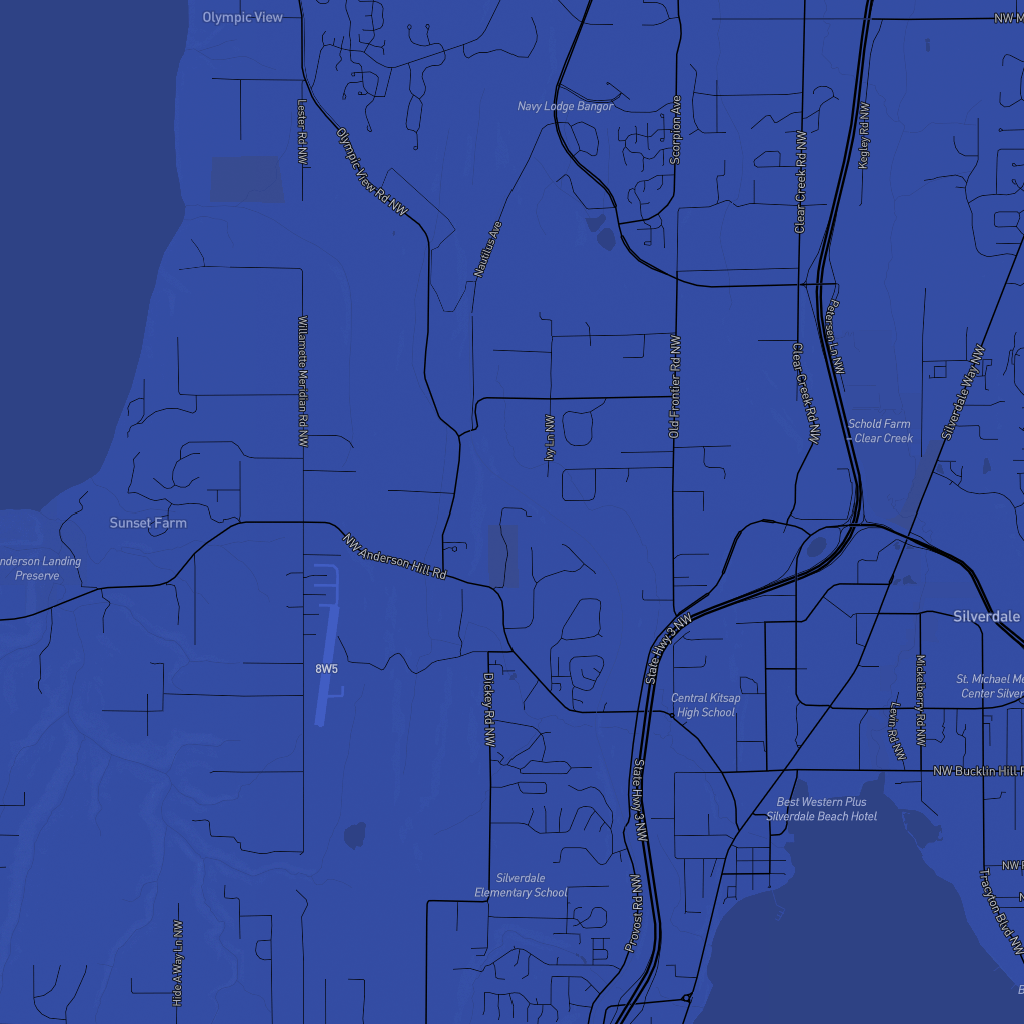 Olympic View
NW M
Navy Lodge Bangor
Lester Rd NW
Olympic View Rd NW
Scorpion Ave
Clear Creek Rd NW
Kegley Rd NW
Nautilus Ave
Willamette Meridian Rd NW
Petersen Ln NW
Old Frontier Rd NW
Clear Creek Rd NW
Silverdale Way NW
Ivy Ln NW
Schold Farm
– Clear Creek
Sunset Farm
NW Anderson Hill Rd
nderson Landing
Preserve
Silverdale
State Hwy 3 NW
8W5
Dickey Rd NW
Central Kitsap
High School
Mickelberry Rd NW
Levin Rd NW
St. Michael Me
Center Silver
NW Bucklin Hill R
State Hwy 3 NW
Best Western Plus
Silverdale Beach Hotel
Silverdale
Elementary School
Provost Rd NW
NW F
N
Tracyton Blvd NW
Hide A Way Ln NW
B